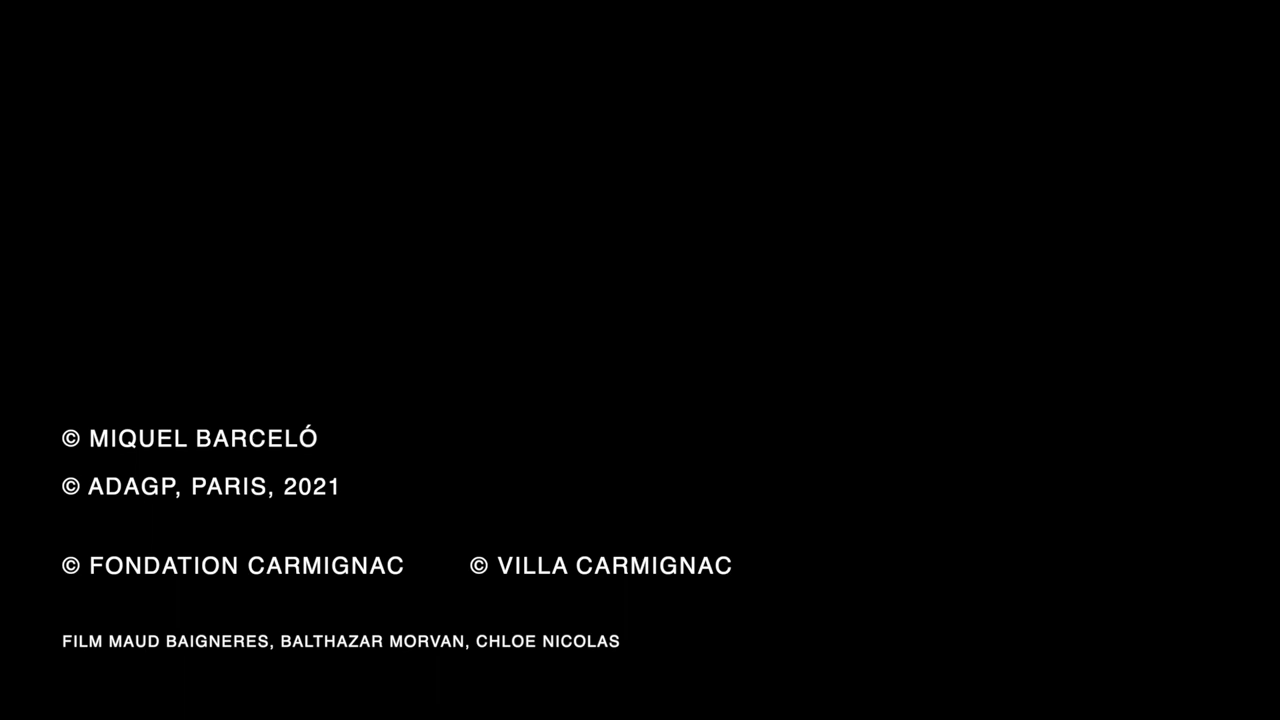 © MIQUEL BARCELÓ
© ADAGP, PARIS, 2021
© FONDATION CARMIGNAC © VILLA CARMIGNAC
FILM MAUD BAIGNERES, BALTHAZAR MORVAN, CHLOE NICOLAS